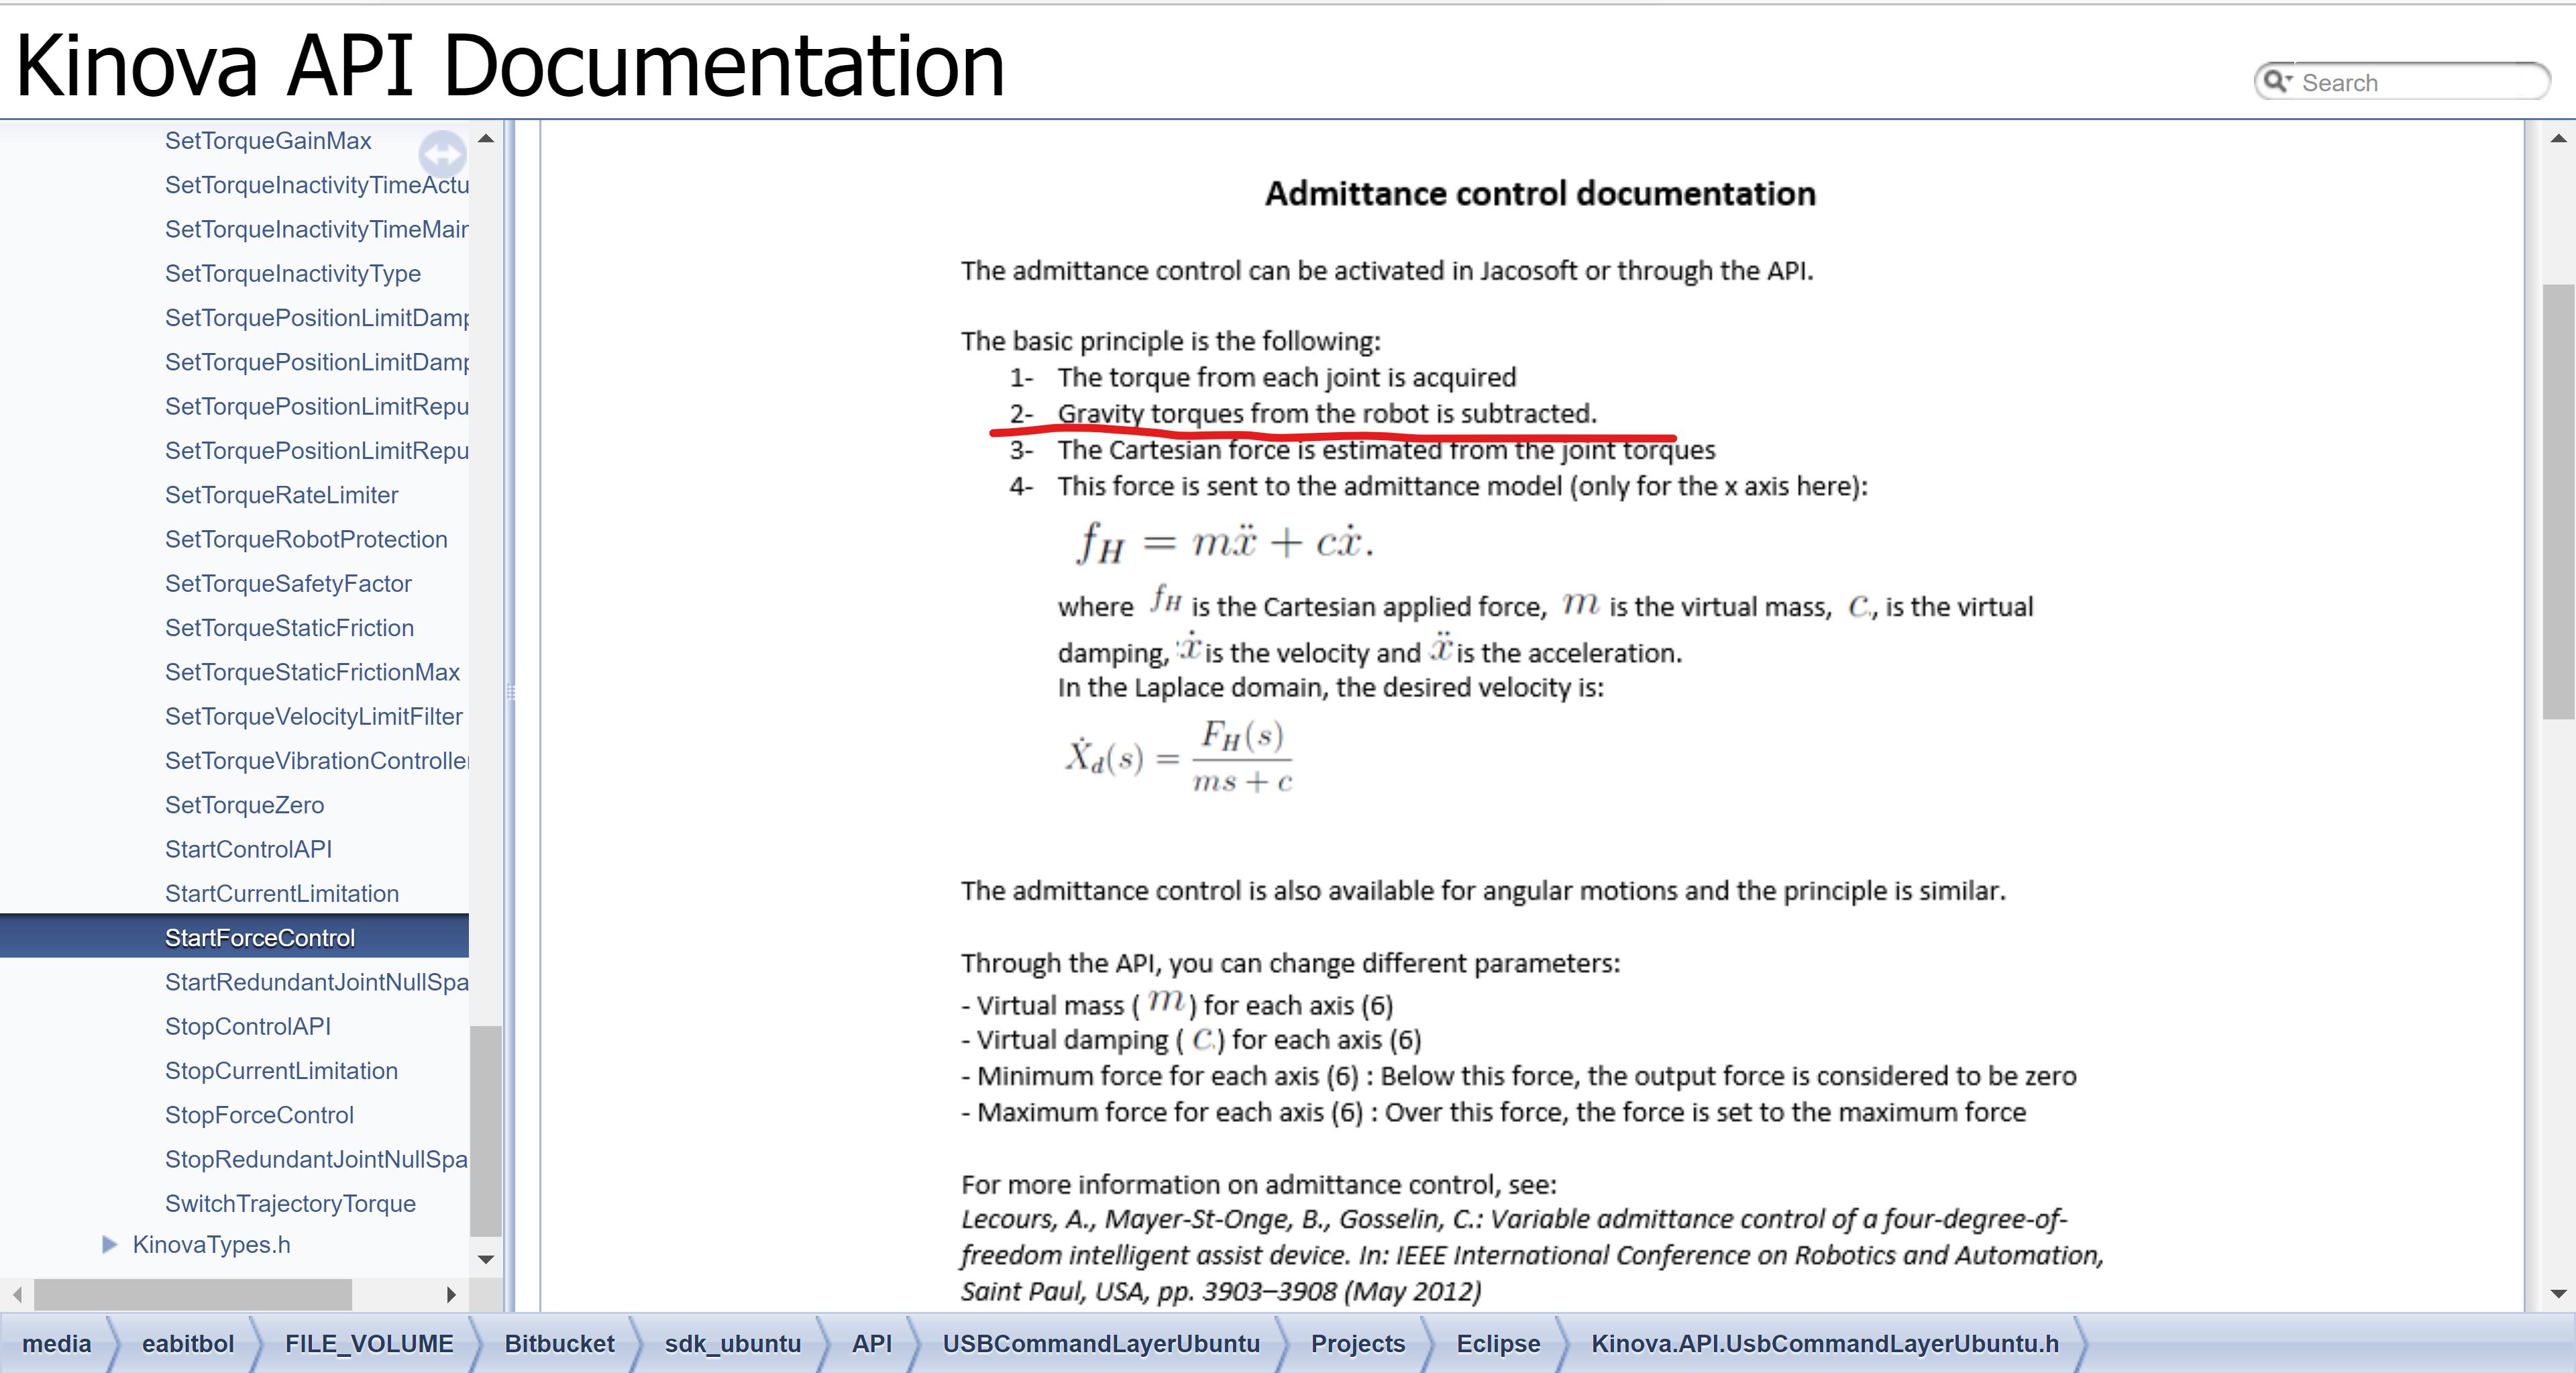 Kinova API Documentation
Search
SetTorqueGainMax
SetTorqueInactivityTimeActu
SetTorqueInactivityTimeMair
SetTorqueInactivityType
SetTorquePositionLimitDamp
SetTorquePositionLimitDamp
SetTorquePositionLimitRepu
SetTorquePositionLimitRepu
SetTorqueRateLimiter
SetTorqueRobotProtection
SetTorqueSafetyFactor
SetTorqueStaticFriction
SetTorqueStaticFrictionMax
SetTorqueVelocityLimitFilter
SetTorqueVibrationController
SetTorqueZero
StartControlAPI
StartCurrentLimitation
StartForceControl
StartRedundantJointNullSpa
StopControlAPI
StopCurrentLimitation
StopForceControl
StopRedundantJointNullSpa
SwitchTrajectoryTorque
KinovaTypes.h
Admittance control documentation
The admittance control can be activated in Jacosoft or through the API.
The basic principle is the following:
1- The torque from each joint is acquired
2- Gravity torques from the robot is subtracted.
3- The Cartesian force is estimated from the joint torques
4- This force is sent to the admittance model (only for the x axis here):
f_H = mẍ + cẋ.
where f_H is the Cartesian applied force, m is the virtual mass, c, is the virtual
damping, ẋ is the velocity and ẍ is the acceleration.
In the Laplace domain, the desired velocity is:
Ẋ_d(s) = F_H(s) / ms + c
The admittance control is also available for angular motions and the principle is similar.
Through the API, you can change different parameters:
- Virtual mass ( m ) for each axis (6)
- Virtual damping ( c ) for each axis (6)
- Minimum force for each axis (6) : Below this force, the output force is considered to be zero
- Maximum force for each axis (6) : Over this force, the force is set to the maximum force
For more information on admittance control, see:
Lecours, A., Mayer-St-Onge, B., Gosselin, C.: Variable admittance control of a four-degree-of-
freedom intelligent assist device. In: IEEE International Conference on Robotics and Automation,
Saint Paul, USA, pp. 3903–3908 (May 2012)
media eabitbol FILE_VOLUME Bitbucket sdk_ubuntu API USBCommandLayerUbuntu Projects Eclipse Kinova.API.UsbCommandLayerUbuntu.h